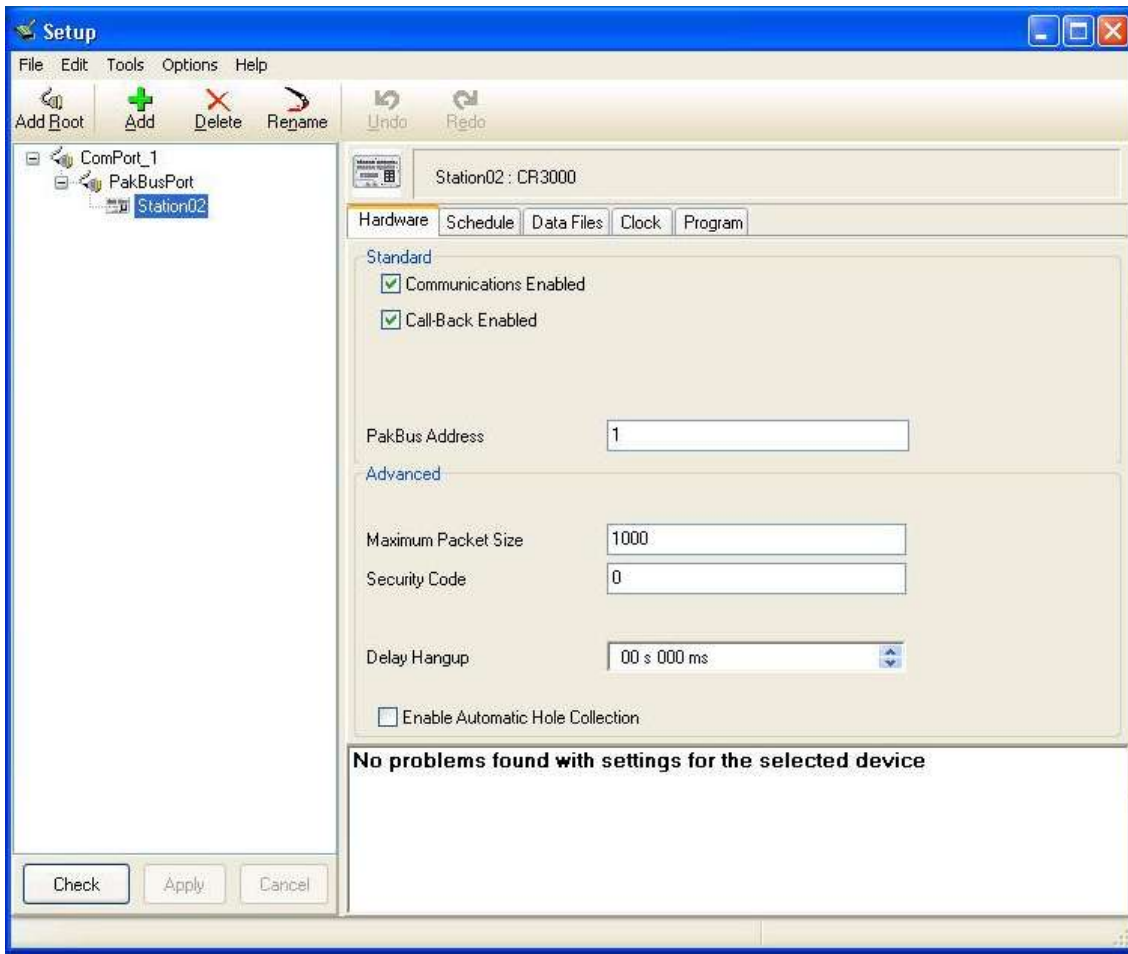 Setup
File Edit Tools Options Help
Add Root Add Delete Rename Undo Redo
ComPort_1
PakBusPort
Station02
Station02 : CR3000
Hardware Schedule Data Files Clock Program
Standard
Communications Enabled
Call-Back Enabled
PakBus Address 1
Advanced
Maximum Packet Size 1000
Security Code 0
Delay Hangup 00 s 000 ms
Enable Automatic Hole Collection
No problems found with settings for the selected device
Check Apply Cancel